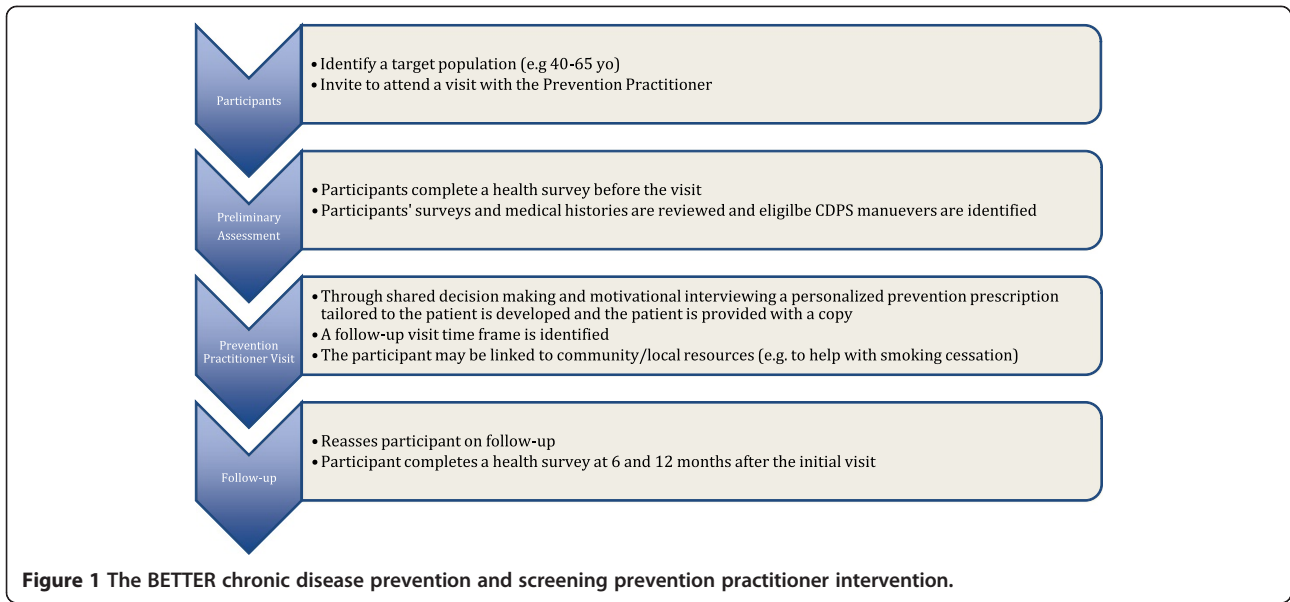 Participants
• Identify a target population (e.g 40-65 yo)
• Invite to attend a visit with the Prevention Practitioner
Preliminary
Assessment
• Participants complete a health survey before the visit
• Participants' surveys and medical histories are reviewed and eligilbe CDPS manuevers are identified
Prevention
Practitioner Visit
• Through shared decision making and motivational interviewing a personalized prevention prescription
tailored to the patient is developed and the patient is provided with a copy
• A follow-up visit time frame is identified
• The participant may be linked to community/local resources (e.g. to help with smoking cessation)
Follow-up
• Reasses participant on follow-up
• Participant completes a health survey at 6 and 12 months after the initial visit
Figure 1 The BETTER chronic disease prevention and screening prevention practitioner intervention.